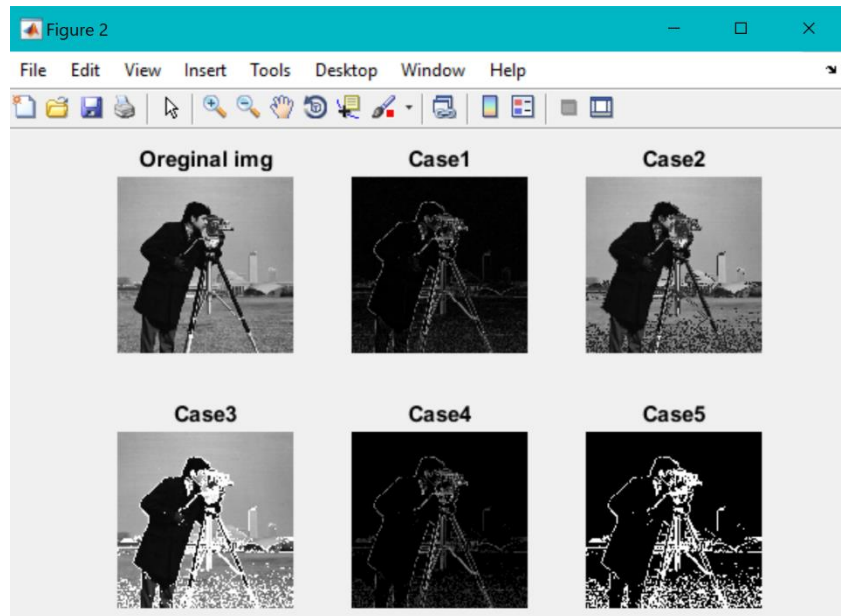 Figure 2
File Edit View Insert Tools Desktop Window Help
Oreginal img Case1 Case2
Case3 Case4 Case5